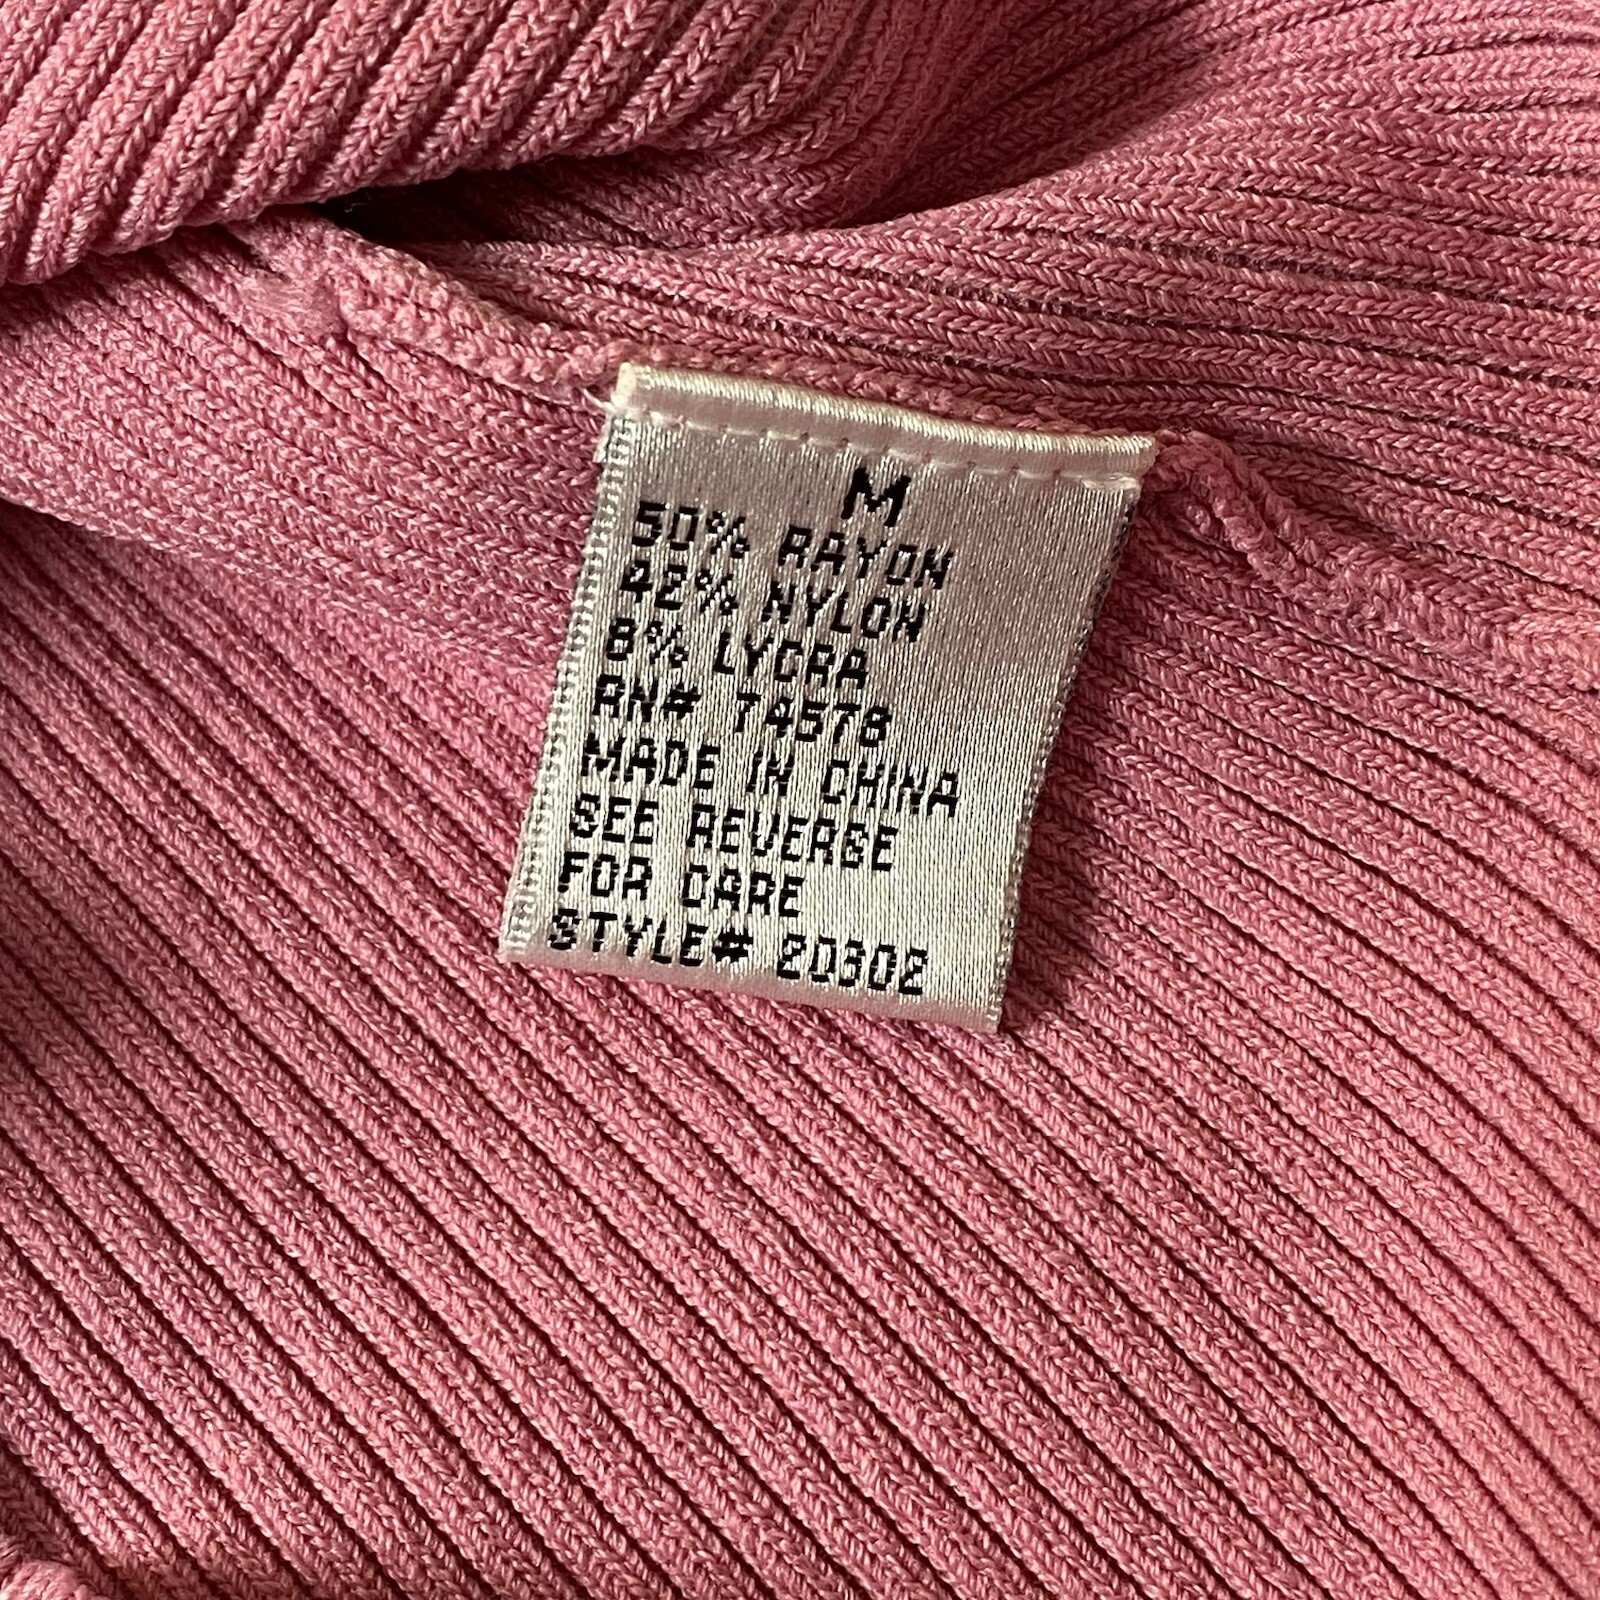 M
50% RAYON
42% NYLON
8% LYCRA
RN# 74578
MADE IN CHINA
SEE REVERSE
FOR CARE
STYLE# 20302